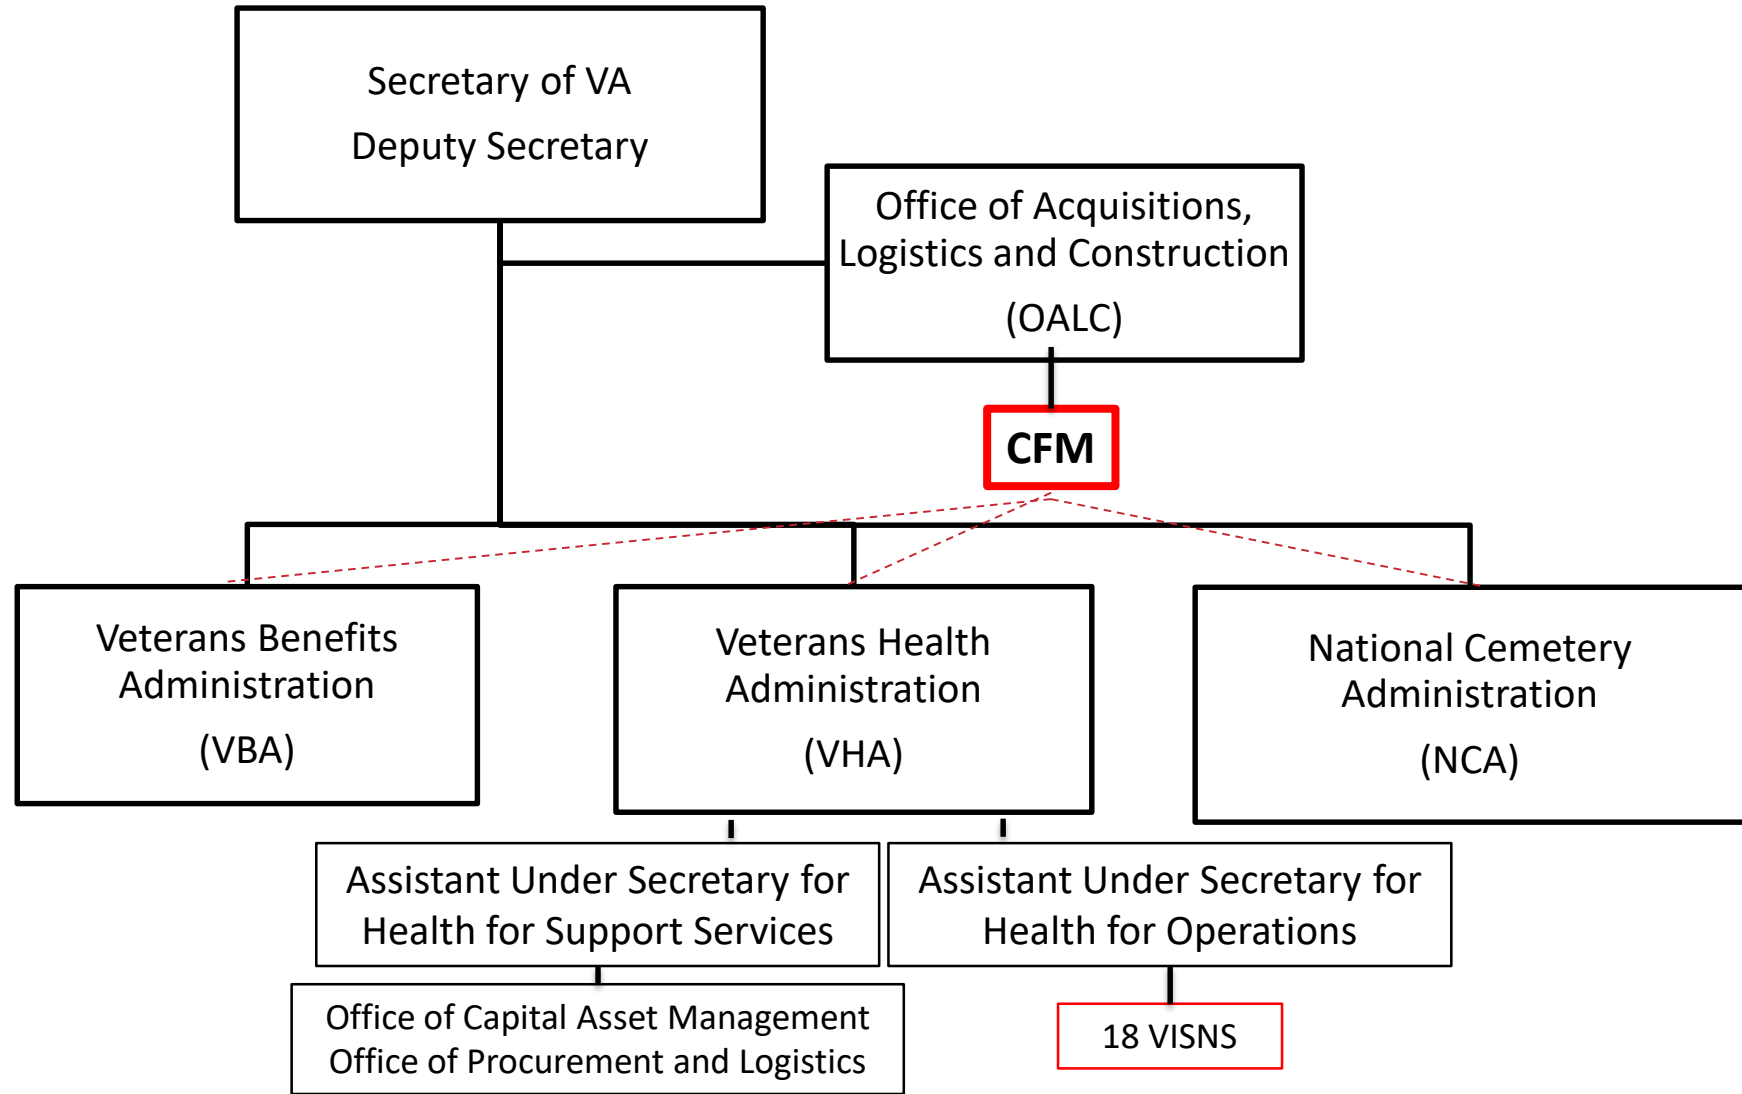 Secretary of VA
Deputy Secretary
Office of Acquisitions,
Logistics and Construction
(OALC)
CFM
Veterans Benefits
Administration
(VBA)
Veterans Health
Administration
(VHA)
National Cemetery
Administration
(NCA)
Assistant Under Secretary for
Health for Support Services
Assistant Under Secretary for
Health for Operations
Office of Capital Asset Management
Office of Procurement and Logistics
18 VISNS